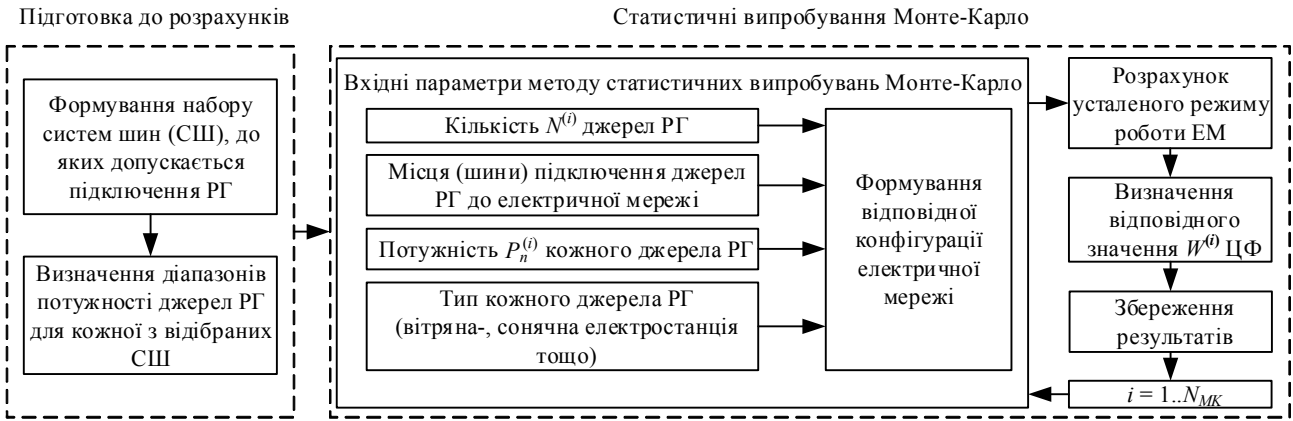 Підготовка до розрахунків
Формування набору
систем шин (СШ), до
яких допускається
підключення РГ
Визначення діапазонів
потужності джерел РГ
для кожної з відібраних
СШ
Статистичні випробування Монте-Карло
Вхідні параметри методу статистичних випробувань Монте-Карло
Кількість N^(i) джерел РГ
Місця (шини) підключення джерел
РГ до електричної мережі
Потужність P_n^(i) кожного джерела РГ
Тип кожного джерела РГ
(вітряна-, сонячна електростанція
тощо)
Формування
відповідної
конфігурації
електричної
мережі
Розрахунок
усталеного режиму
роботи ЕМ
Визначення
відповідного
значення W^(i) ЦФ
Збереження
результатів
i = 1..N_MK